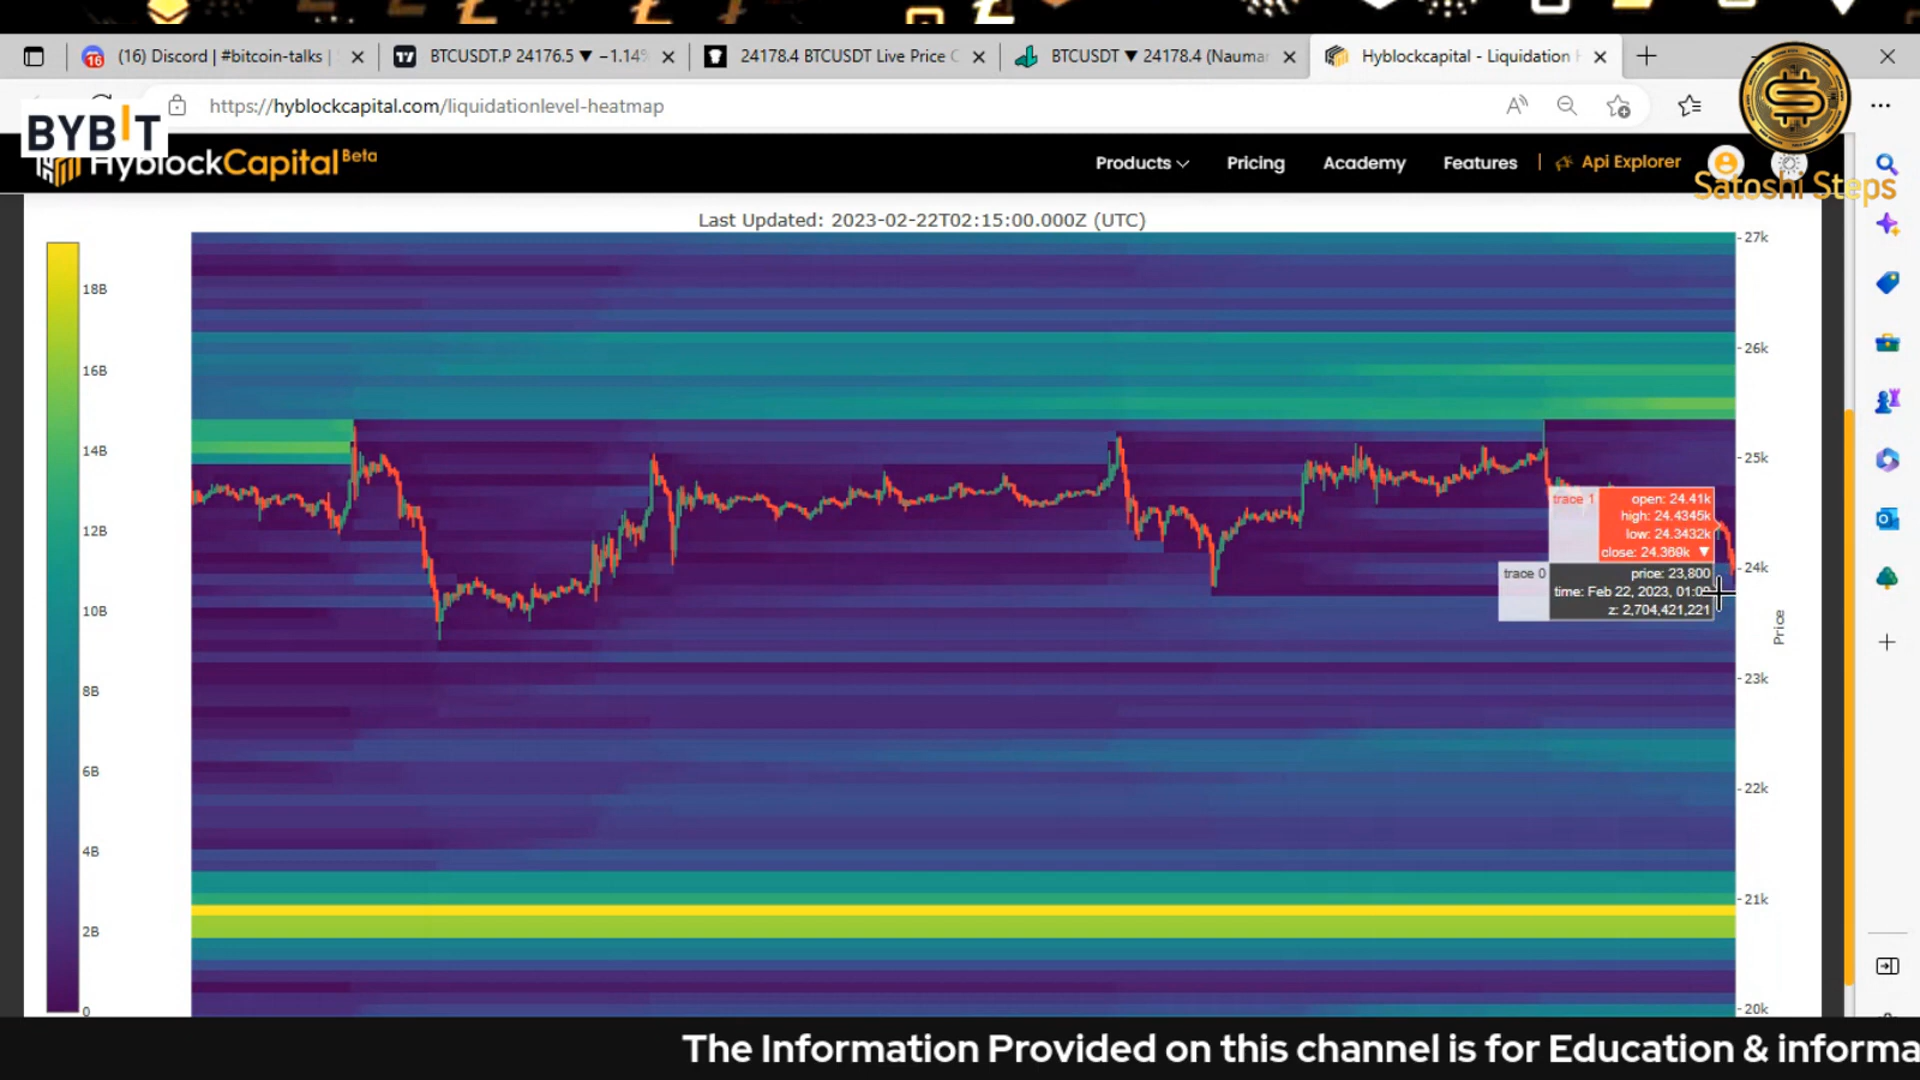 (16) Discord | #bitcoin-talks |
BTCUSDT.P 24176.5 ▼ −1.14
24178.4 BTCUSDT Live Price C
BTCUSDT ▼ 24178.4 (Naumar
Hyblockcapital - Liquidation H
https://hyblockcapital.com/liquidationlevel-heatmap
BYBIT
HyblockCapital Beta
Products
Pricing
Academy
Features
Api Explorer
Satoshi Steps
Last Updated: 2023-02-22T02:15:00.000Z (UTC)
18B
16B
14B
12B
10B
8B
6B
4B
2B
0
27k
26k
25k
24k
23k
22k
21k
20k
Price
trace 1
open: 24.41k
high: 24.4345k
low: 24.3432k
close: 24.369k ▼
trace 0
price: 23,800
time: Feb 22, 2023, 01:0
z: 2,704,421,221
The Information Provided on this channel is for Education & informa